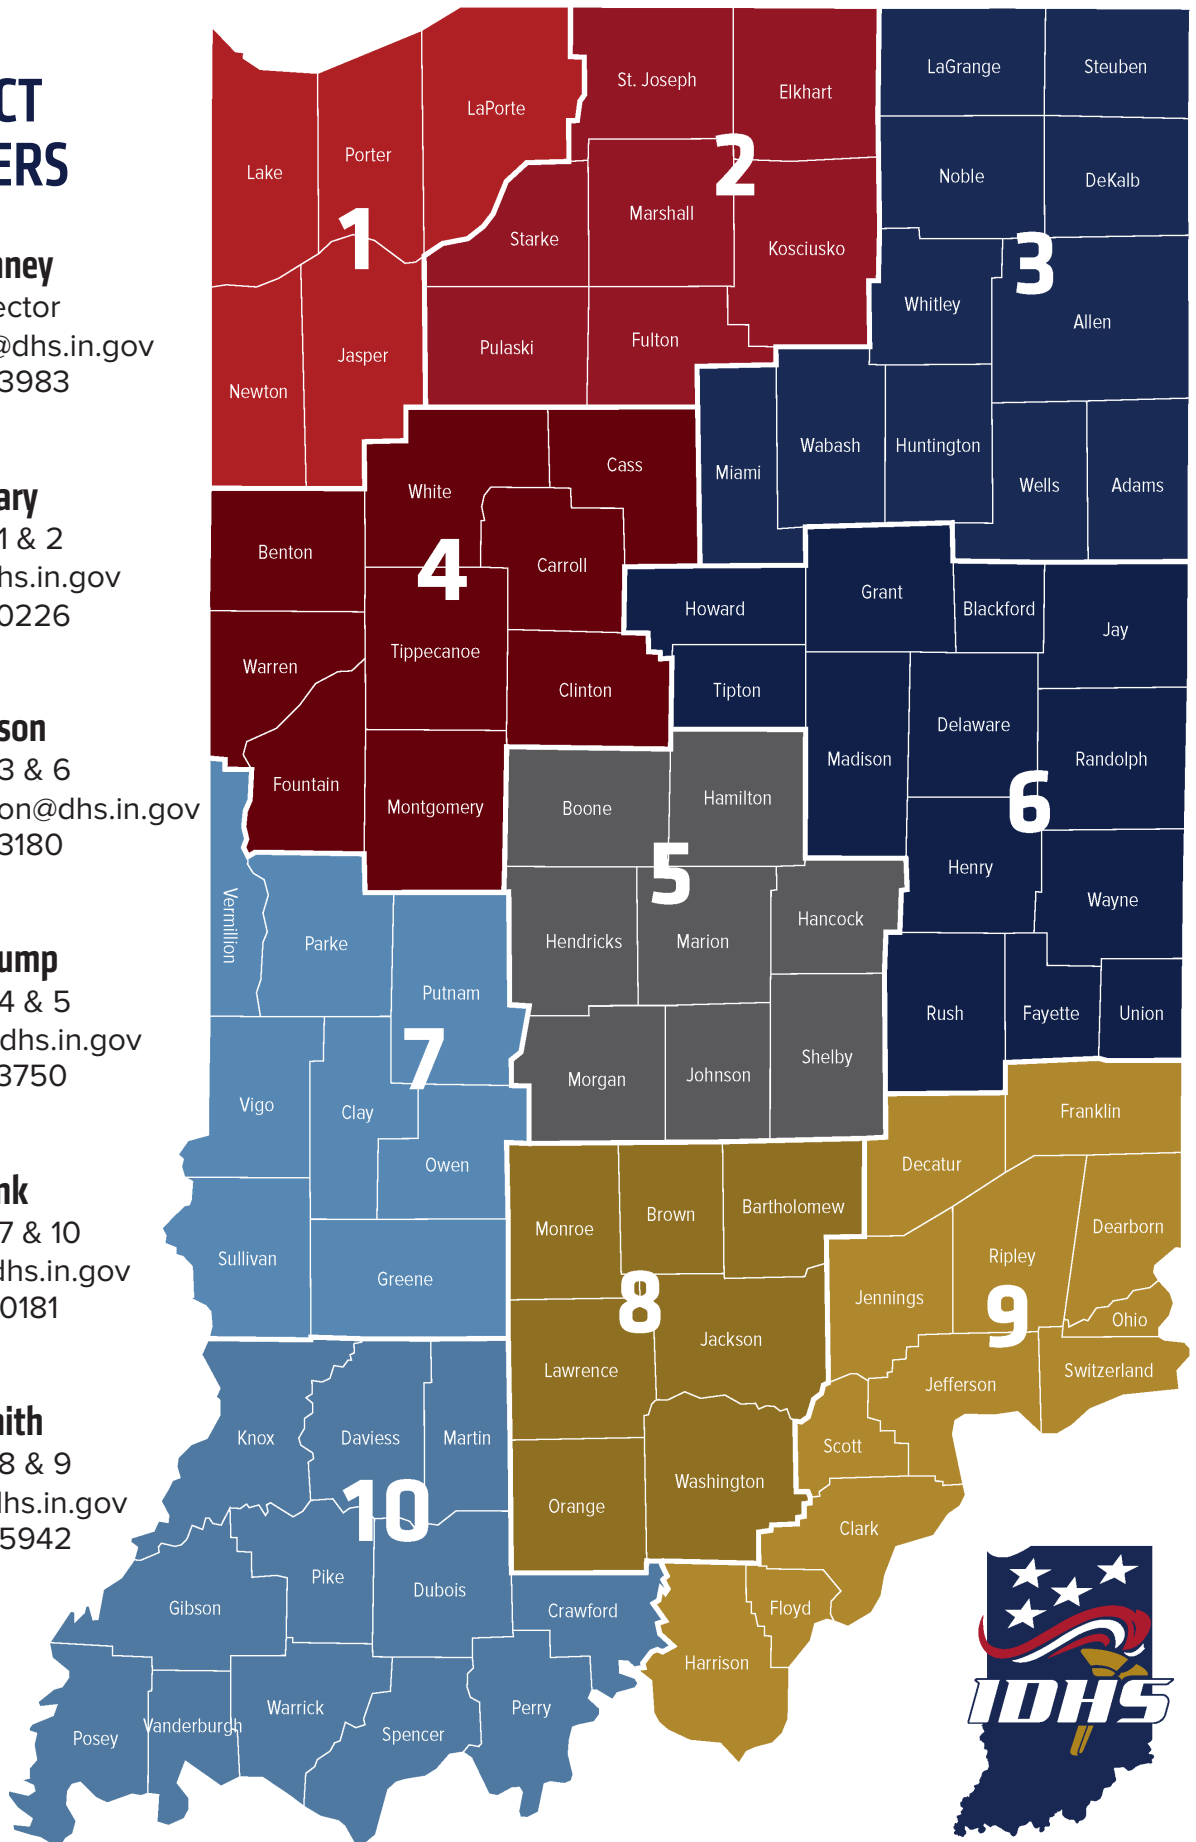 CT
ERS
nney
ector
@dhs.in.gov
3983
ary
1 & 2
hs.in.gov
0226
son
3 & 6
on@dhs.in.gov
3180
ump
4 & 5
dhs.in.gov
3750
nk
7 & 10
dhs.in.gov
0181
nith
8 & 9
dhs.in.gov
5942
Lake
Porter
LaPorte
1
Newton
Jasper
St. Joseph
Elkhart
2
Starke
Marshall
Kosciusko
Pulaski
Fulton
LaGrange
Steuben
Noble
DeKalb
3
Whitley
Allen
Miami
Wabash
Huntington
Wells
Adams
White
Cass
Benton
4
Carroll
Warren
Tippecanoe
Clinton
Fountain
Montgomery
Howard
Grant
Blackford
Jay
Tipton
Madison
Delaware
Randolph
6
Henry
Wayne
Rush
Fayette
Union
Boone
Hamilton
5
Hendricks
Marion
Hancock
Morgan
Johnson
Shelby
Vermillion
Parke
Putnam
7
Vigo
Clay
Owen
Sullivan
Greene
Monroe
Brown
Bartholomew
8
Lawrence
Jackson
Orange
Washington
Decatur
Franklin
Jennings
Ripley
Dearborn
9
Ohio
Jefferson
Switzerland
Scott
Clark
Floyd
Harrison
Knox
Daviess
Martin
10
Gibson
Pike
Dubois
Crawford
Posey
Vanderburgh
Warrick
Spencer
Perry
IDHS